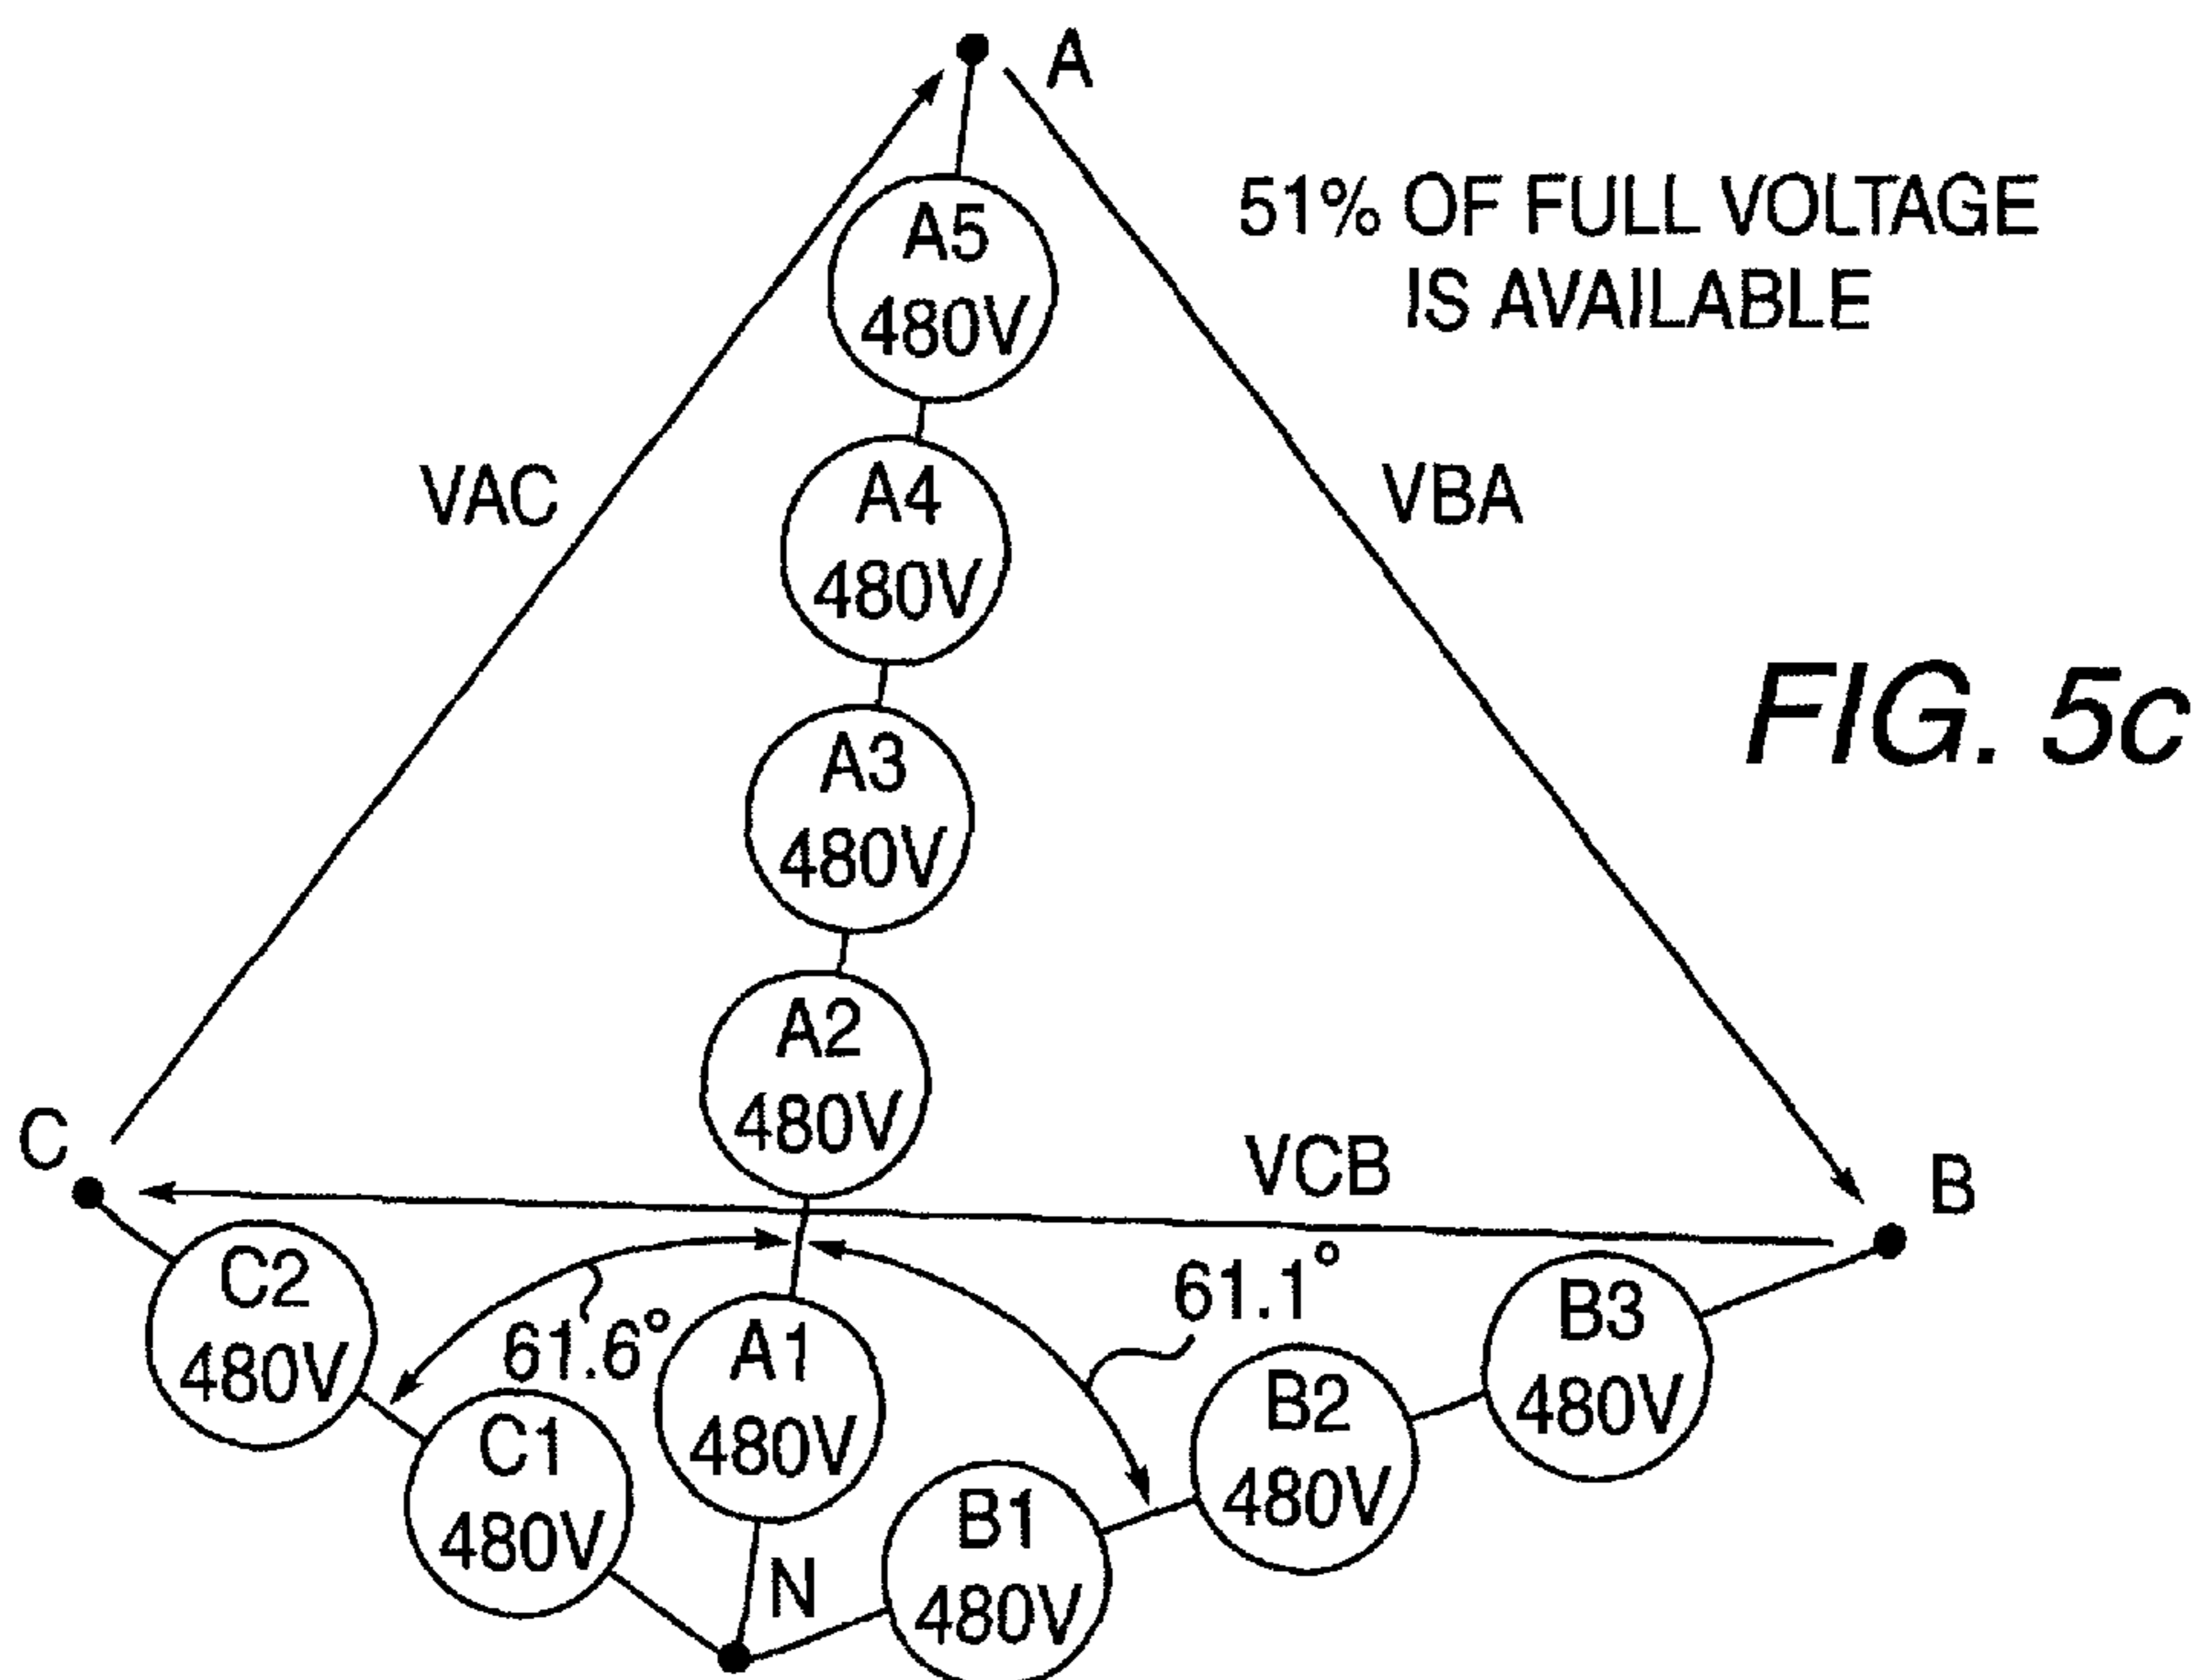 A
51% OF FULL VOLTAGE
IS AVAILABLE
A5
480V
VAC
A4
480V
VBA
FIG. 5c
A3
480V
A2
480V
C
VCB
B
61.1°
C2
480V
61.6°
A1
480V
B3
480V
B2
480V
C1
480V
B1
480V
N